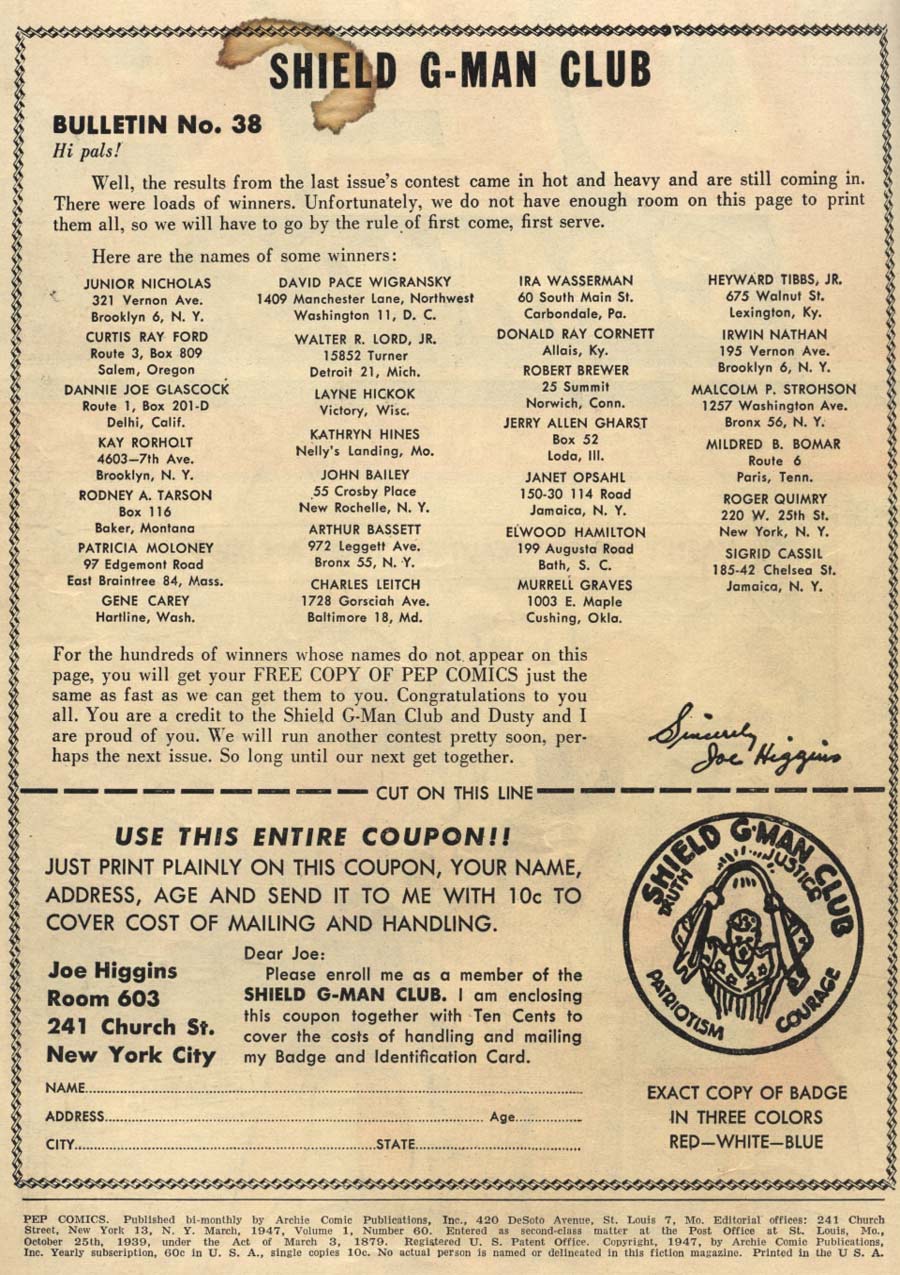 SHIELD G-MAN CLUB
BULLETIN No. 38
Hi pals!
Well, the results from the last issue's contest came in hot and heavy and are still coming in.
There were loads of winners. Unfortunately, we do not have enough room on this page to print
them all, so we will have to go by the rule of first come, first serve.
Here are the names of some winners:
JUNIOR NICHOLAS
321 Vernon Ave.
Brooklyn 6, N. Y.
CURTIS RAY FORD
Route 3, Box 809
Salem, Oregon
DANNIE JOE GLASCOCK
Route 1, Box 201-D
Delhi, Calif.
KAY RORHOLT
4603—7th Ave.
Brooklyn, N. Y.
RODNEY A. TARSON
Box 116
Baker, Montana
PATRICIA MOLONEY
97 Edgemont Road
East Braintree 84, Mass.
GENE CAREY
Hartline, Wash.
DAVID PACE WIGRANSKY
1409 Manchester Lane, Northwest
Washington 11, D. C.
WALTER R. LORD, JR.
15852 Turner
Detroit 21, Mich.
LAYNE HICKOK
Victory, Wisc.
KATHRYN HINES
Nelly's Landing, Mo.
JOHN BAILEY
55 Crosby Place
New Rochelle, N. Y.
ARTHUR BASSETT
972 Leggett Ave.
Bronx 55, N. Y.
CHARLES LEITCH
1728 Gorsciah Ave.
Baltimore 18, Md.
IRA WASSERMAN
60 South Main St.
Carbondale, Pa.
DONALD RAY CORNETT
Allais, Ky.
ROBERT BREWER
25 Summit
Norwich, Conn.
JERRY ALLEN GHARST
Box 52
Loda, Ill.
JANET OPSAHL
150-30 114 Road
Jamaica, N. Y.
ELWOOD HAMILTON
199 Augusta Road
Bath, S. C.
MURRELL GRAVES
1003 E. Maple
Cushing, Okla.
HEYWARD TIBBS, JR.
675 Walnut St.
Lexington, Ky.
IRWIN NATHAN
195 Vernon Ave.
Brooklyn 6, N. Y.
MALCOLM P. STROHSON
1257 Washington Ave.
Bronx 56, N. Y.
MILDRED B. BOMAR
Route 6
Paris, Tenn.
ROGER QUIMRY
220 W. 25th St.
New York, N. Y.
SIGRID CASSIL
185-42 Chelsea St.
Jamaica, N. Y.
For the hundreds of winners whose names do not appear on this
page, you will get your FREE COPY OF PEP COMICS just the
same as fast as we can get them to you. Congratulations to you
all. You are a credit to the Shield G-Man Club and Dusty and I
are proud of you. We will run another contest pretty soon, per-
haps the next issue. So long until our next get together.
Sincerely
Joe Higgins
CUT ON THIS LINE
USE THIS ENTIRE COUPON!!
JUST PRINT PLAINLY ON THIS COUPON, YOUR NAME,
ADDRESS, AGE AND SEND IT TO ME WITH 10c TO
COVER COST OF MAILING AND HANDLING.
Joe Higgins
Room 603
241 Church St.
New York City
Dear Joe:
Please enroll me as a member of the
SHIELD G-MAN CLUB. I am enclosing
this coupon together with Ten Cents to
cover the costs of handling and mailing
my Badge and Identification Card.
NAME
ADDRESS Age
CITY STATE
SHIELD G-MAN CLUB
TRUTH
JUSTICE
PATRIOTISM
COURAGE
EXACT COPY OF BADGE
IN THREE COLORS
RED—WHITE—BLUE
PEP COMICS. Published bi-monthly by Archie Comic Publications, Inc., 420 DeSoto Avenue, St. Louis 7, Mo. Editorial offices: 241 Church
Street, New York 13, N. Y. March, 1947, Volume 1, Number 60. Entered as second-class matter at the Post Office at St. Louis, Mo.,
October 25th, 1939, under the Act of March 3, 1879. Registered U. S. Patent Office. Copyright, 1947, by Archie Comic Publications,
Inc. Yearly subscription, 60c in U. S. A., single copies 10c. No actual person is named or delineated in this fiction magazine. Printed in the U S. A.